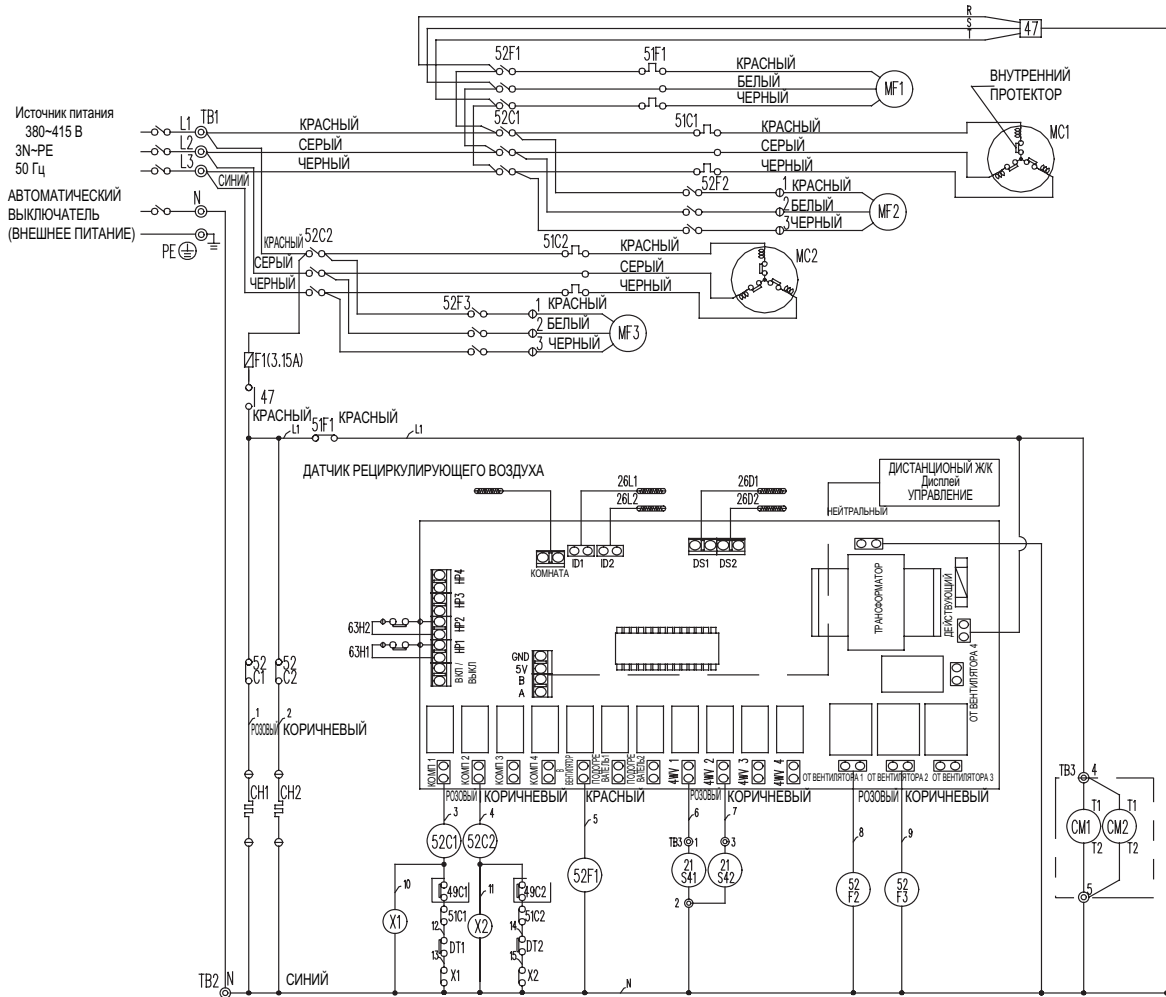 R
S
T
47
52F1
51F1
КРАСНЫЙ
БЕЛЫЙ
ЧЕРНЫЙ
MF1
ВНУТРЕННИЙ
ПРОТЕКТОР
Источник питания
380~415 В
3N~PE
50 Гц
L1
TB1
КРАСНЫЙ
52C1
51C1
КРАСНЫЙ
MC1
L2
СЕРЫЙ
СЕРЫЙ
L3
ЧЕРНЫЙ
ЧЕРНЫЙ
СИНИЙ
АВТОМАТИЧЕСКИЙ
ВЫКЛЮЧАТЕЛЬ
(ВНЕШНЕЕ ПИТАНИЕ)
N
PE
52F2
1 КРАСНЫЙ
2 БЕЛЫЙ
3 ЧЕРНЫЙ
MF2
КРАСНЫЙ
52C2
51C2
КРАСНЫЙ
MC2
СЕРЫЙ
СЕРЫЙ
ЧЕРНЫЙ
ЧЕРНЫЙ
52F3
1 КРАСНЫЙ
2 БЕЛЫЙ
3 ЧЕРНЫЙ
MF3
F1(3.15A)
47
КРАСНЫЙ
51F1
КРАСНЫЙ
L1
L1
ДАТЧИК РЕЦИРКУЛИРУЮЩЕГО ВОЗДУХА
26L1
26L2
26D1
26D2
ДИСТАНЦИОНЫЙ Ж/К
Дисплей
УПРАВЛЕНИЕ
НЕЙТРАЛЬНЫЙ
КОМНАТА
ID1
ID2
DS1
DS2
ТРАНСФОРМАТОР
ДЕЙСТВУЮЩИЙ
HP4
HP3
HP2
HP1
ВКП /
ВЫКЛ
63H2
63H1
GND
5V
B
A
ОТ ВЕНТИЛЯТОРА 4
52
C1
52
C2
1
РОЗОВЫЙ
2
КОРИЧНЕВЫЙ
CH1
CH2
КОМП 1
КОМП 2
КОМП 3
КОМП 4
В
ВЕНТИЛЯТОР
ПОДОГРЕ
ВАТЕЛЬ1
ПОДОГРЕ
ВАТЕЛЬ2
4WV 1
4WV 2
4WV 3
4WV 4
ОТ ВЕНТИЛЯТОРА 1
ОТ ВЕНТИЛЯТОРА 2
ОТ ВЕНТИЛЯТОРА 3
РОЗОВЫЙ
КОРИЧНЕВЫЙ
КРАСНЫЙ
РОЗОВЫЙ
КОРИЧНЕВЫЙ
РОЗОВЫЙ
КОРИЧНЕВЫЙ
3
4
5
6
7
8
9
TB3
1
3
52C1
52C2
52F1
21
S41
21
S42
2
52
F2
52
F3
TB3
4
T1
T1
CM1
CM2
T2
T2
5
10
X1
49C1
51C1
12
DT1
13
X1
11
X2
49C2
51C2
14
DT2
15
X2
TB2
N
СИНИЙ
N